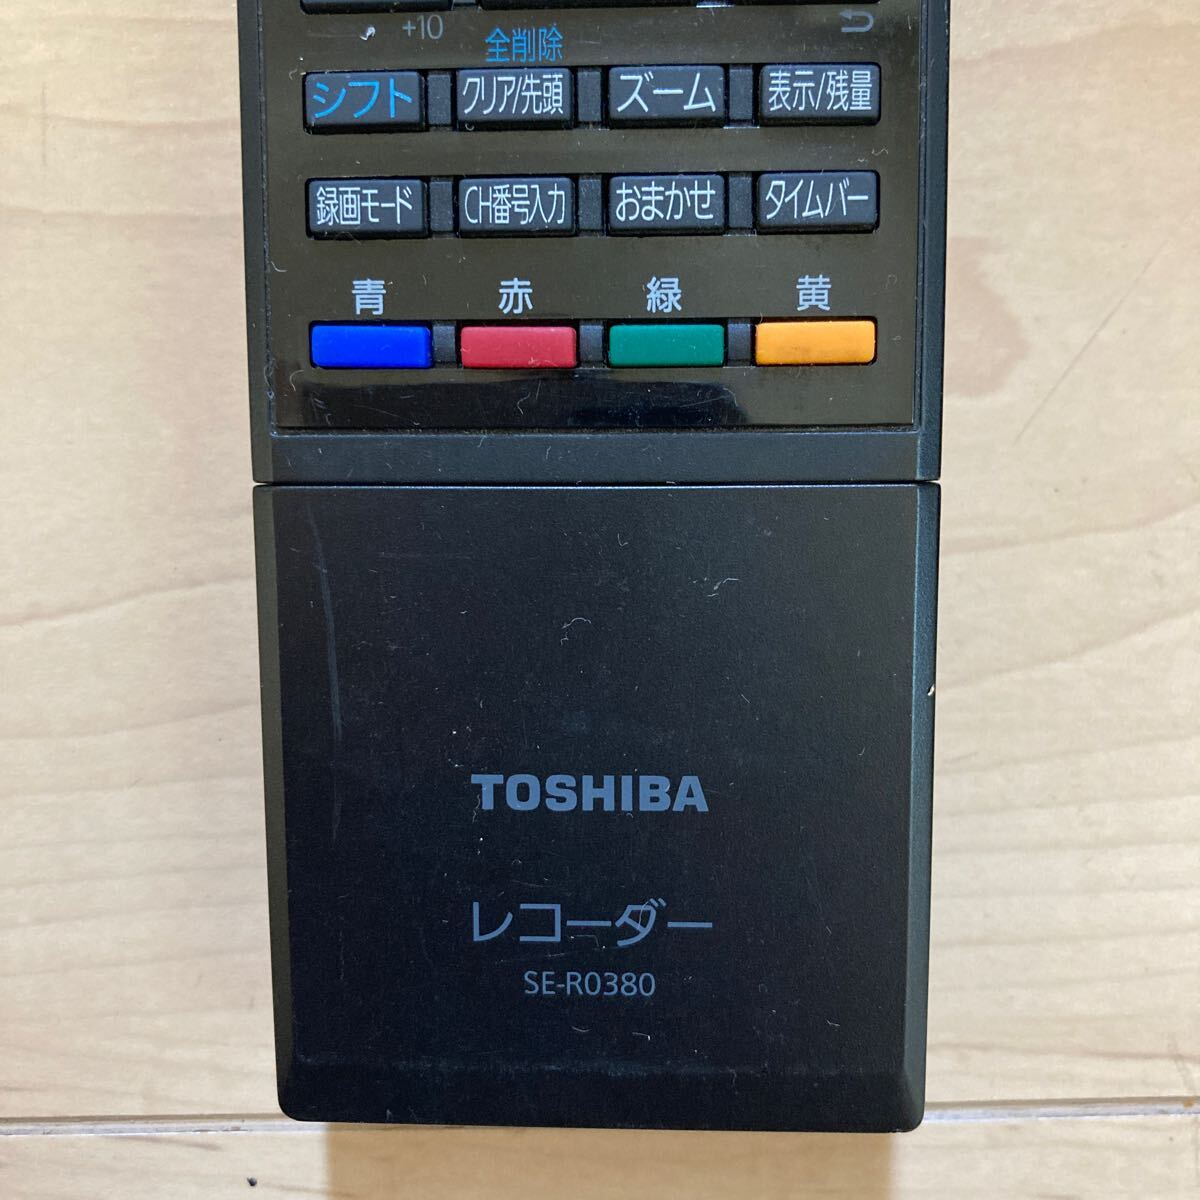 +10
全削除
シフト クリア/先頭 ズーム 表示/残量
録画モード CH番号入力 おまかせ タイムバー
青 赤 緑 黄
TOSHIBA
レコーダー
SE-R0380